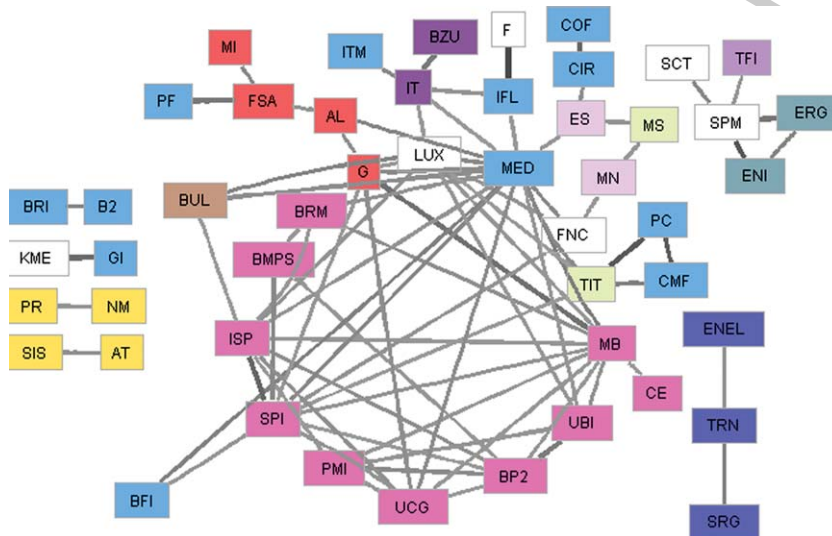 F
COF
BZU
MI
ITM
SCT
TFI
CIR
IT
IFL
PF
FSA
ERG
AL
ES
MS
SPM
LUX
MED
G
ENI
MN
BUL
BRI
B2
BRM
PC
FNC
KME
GI
BMPS
TIT
CMF
PR
NM
ENEL
ISP
MB
SIS
AT
CE
SPI
UBI
TRN
PMI
BP2
BFI
UCG
SRG